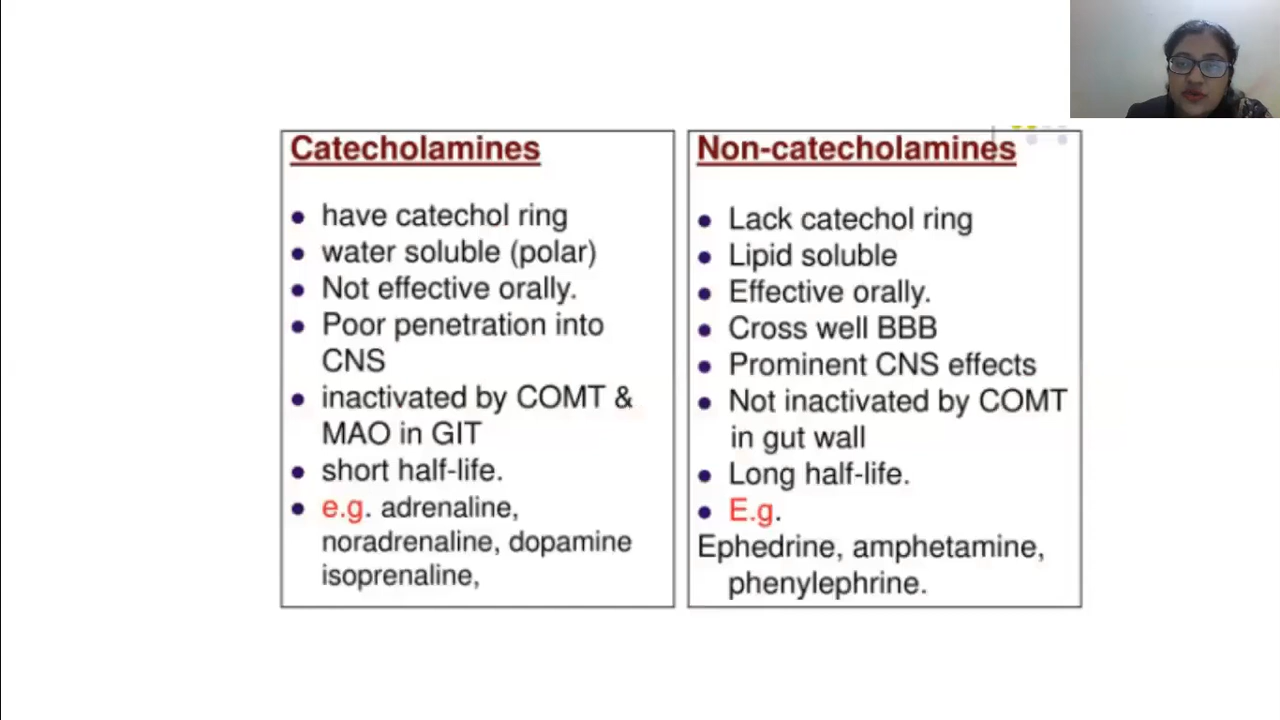 Catecholamines
have catechol ring
water soluble (polar)
Not effective orally.
Poor penetration into
CNS
inactivated by COMT &
MAO in GIT
short half-life.
e.g. adrenaline,
noradrenaline, dopamine
isoprenaline,
Non-catecholamines
Lack catechol ring
Lipid soluble
Effective orally.
Cross well BBB
Prominent CNS effects
Not inactivated by COMT
in gut wall
Long half-life.
E.g.
Ephedrine, amphetamine,
phenylephrine.